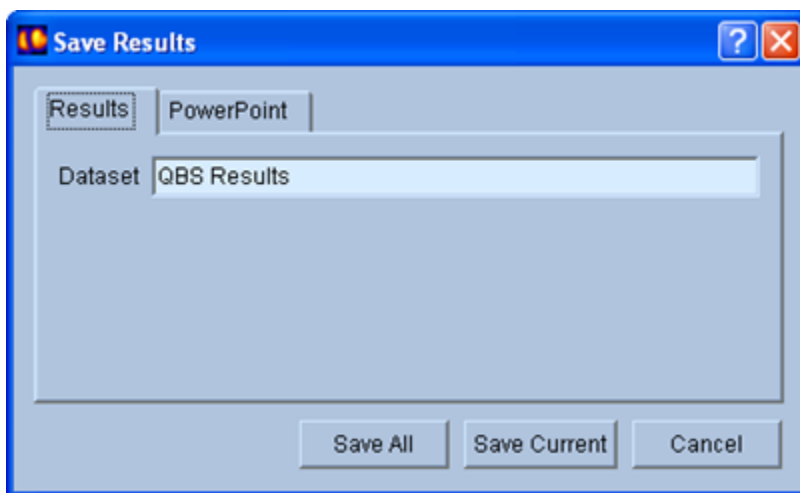 Save Results
Results PowerPoint
Dataset QBS Results
Save All Save Current Cancel